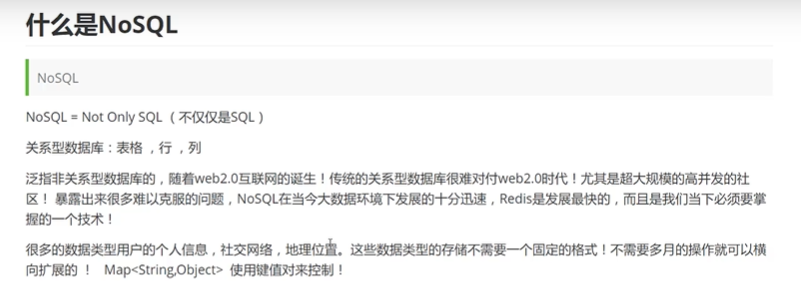 什么是NoSQL
NoSQL
NoSQL = Not Only SQL （不仅仅是SQL）
关系型数据库：表格 ，行 ，列
泛指非关系型数据库的，随着web2.0互联网的诞生！传统的关系型数据库很难对付web2.0时代！尤其是超大规模的高并发的社
区！ 暴露出来很多难以克服的问题，NoSQL在当今大数据环境下发展的十分迅速，Redis是发展最快的，而且是我们当下必须要掌
握的一个技术！
很多的数据类型用户的个人信息，社交网络，地理位置。这些数据类型的存储不需要一个固定的格式！不需要多月的操作就可以横
向扩展的 ！ Map<String,Object> 使用键值对来控制！